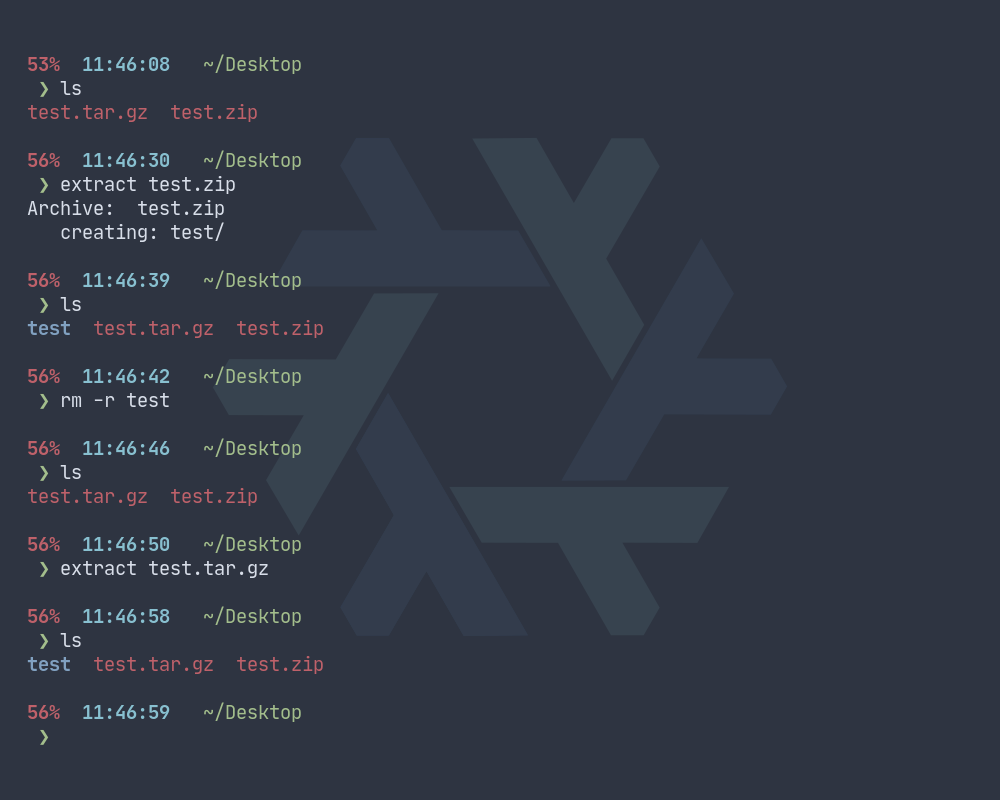 53%  11:46:08   ~/Desktop
 ❯ ls
test.tar.gz  test.zip
56%  11:46:30   ~/Desktop
 ❯ extract test.zip
Archive:  test.zip
   creating: test/
56%  11:46:39   ~/Desktop
 ❯ ls
test  test.tar.gz  test.zip
56%  11:46:42   ~/Desktop
 ❯ rm -r test
56%  11:46:46   ~/Desktop
 ❯ ls
test.tar.gz  test.zip
56%  11:46:50   ~/Desktop
 ❯ extract test.tar.gz
56%  11:46:58   ~/Desktop
 ❯ ls
test  test.tar.gz  test.zip
56%  11:46:59   ~/Desktop
 ❯